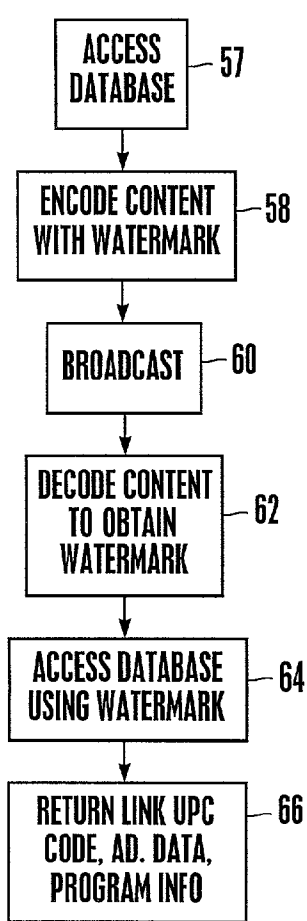 ACCESS
DATABASE
57
ENCODE CONTENT
WITH WATERMARK
58
BROADCAST
60
DECODE CONTENT
TO OBTAIN
WATERMARK
62
ACCESS DATABASE
USING WATERMARK
64
RETURN LINK UPC
CODE, AD. DATA,
PROGRAM INFO
66